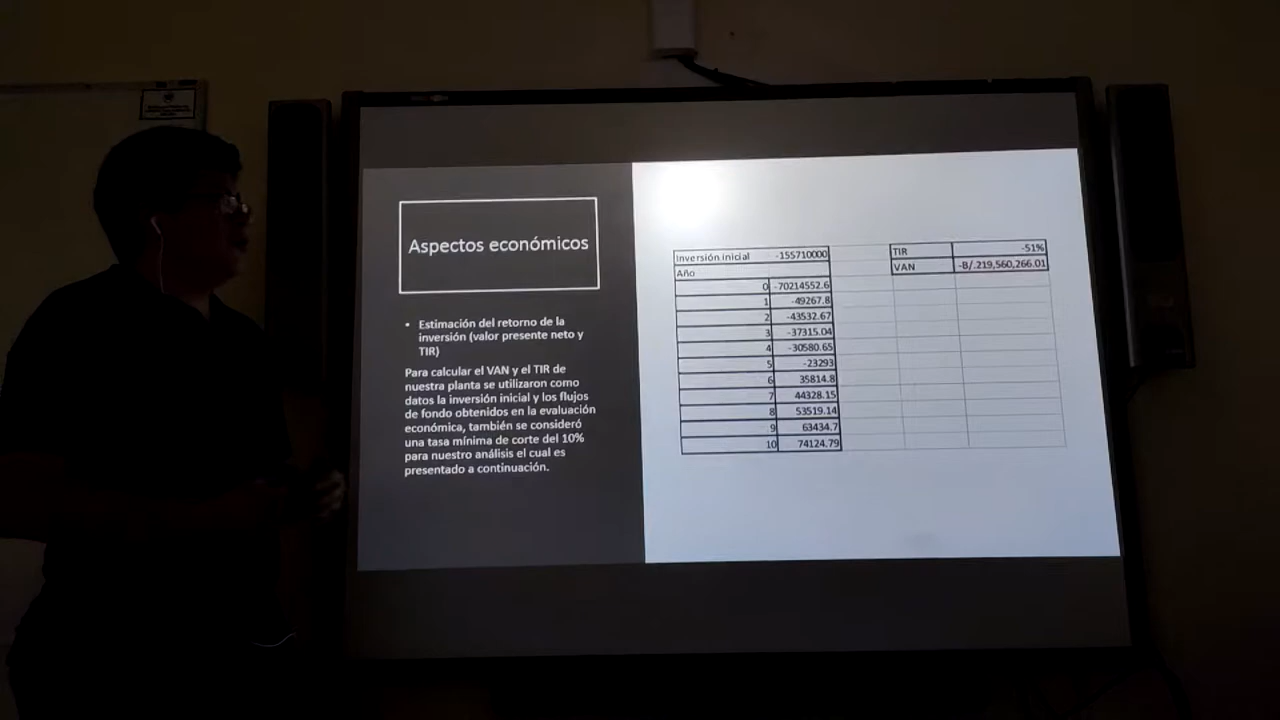 Aspectos económicos
• Estimación del retorno de la
inversión (valor presente neto y
TIR)
Para calcular el VAN y el TIR de
nuestra planta se utilizaron como
datos la inversión inicial y los flujos
de fondo obtenidos en la evaluación
económica, también se consideró
una tasa mínima de corte del 10%
para nuestro análisis el cual es
presentado a continuación.
Inversión inicial -155710000
Año
0 -70214552.6
1 -49267.8
2 -43532.67
3 -37315.04
4 -30580.65
5 -23293
6 35814.8
7 44328.15
8 53519.14
9 63434.7
10 74124.79
TIR -51%
VAN -B/.219,560,266.01